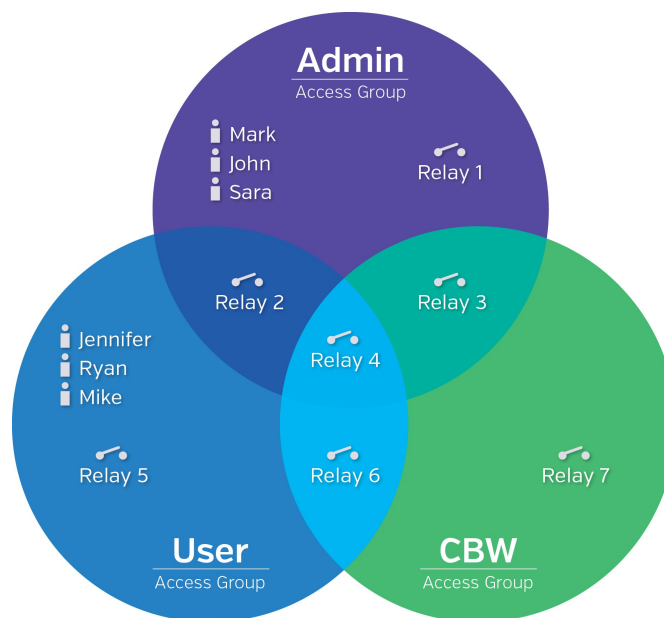 Admin
Access Group
Mark
John
Sara
Relay 1
Relay 2
Relay 3
Relay 4
Jennifer
Ryan
Mike
Relay 5
Relay 6
Relay 7
User
Access Group
CBW
Access Group